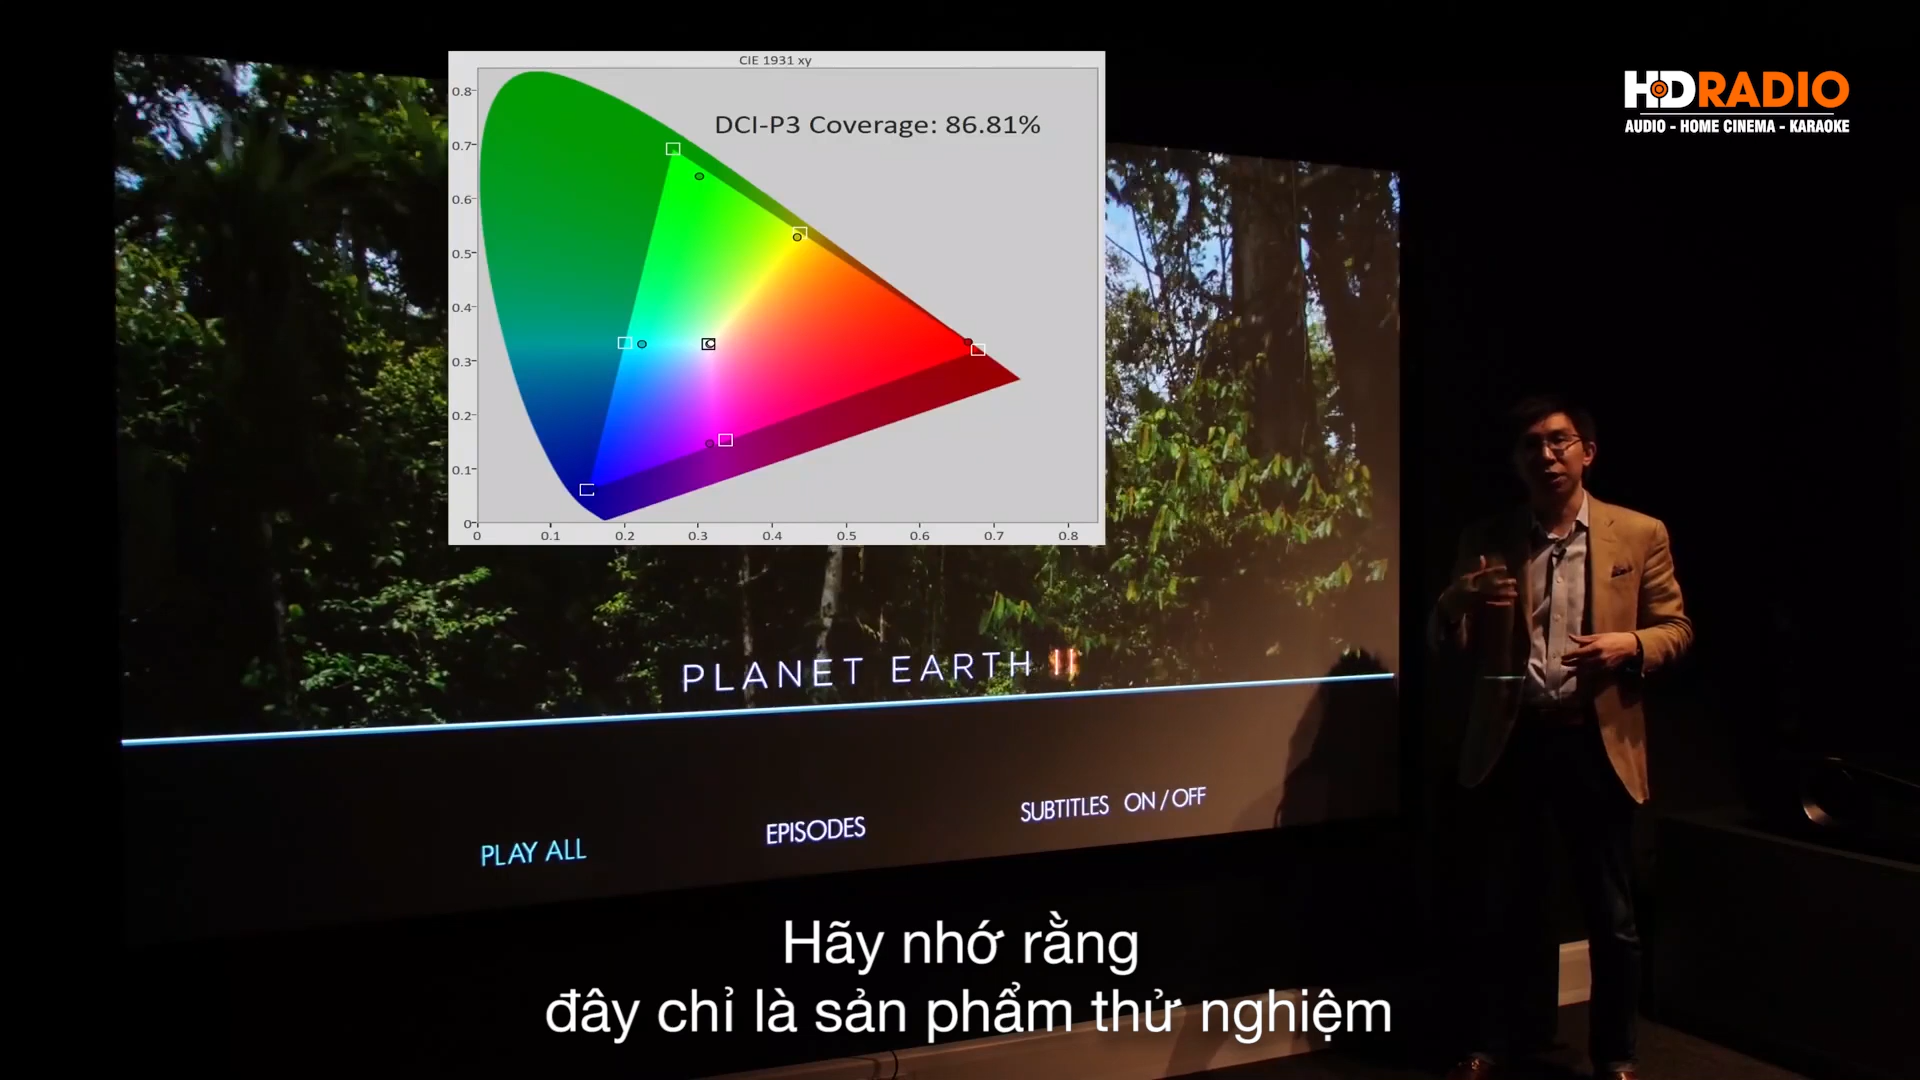 CIE 1931 xy
DCI-P3 Coverage: 86.81%
0.8
0.7
0.6
0.5
0.4
0.3
0.2
0.1
0
0 0.1 0.2 0.3 0.4 0.5 0.6 0.7 0.8
HDRADIO
AUDIO - HOME CINEMA - KARAOKE
PLANET EARTH II
PLAY ALL EPISODES SUBTITLES ON / OFF
Hãy nhớ rằng
đây chỉ là sản phẩm thử nghiệm